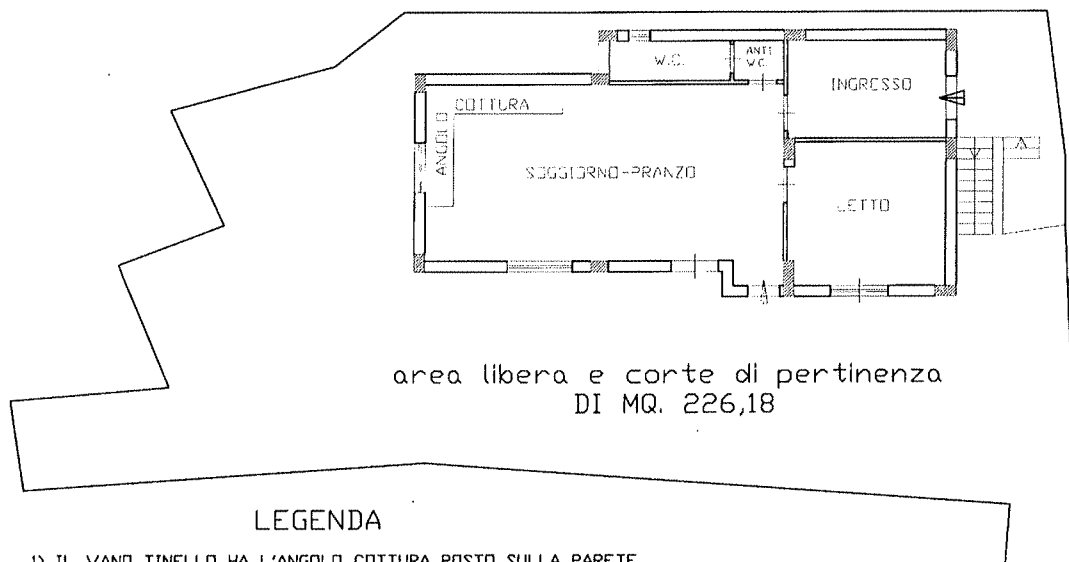 W.C.
ANTI
W.C.
INGRESSO
COTTURA
ANGOLO
SOGGIORNO-PRANZO
LETTO
area libera e corte di pertinenza
DI MQ. 226,18
LEGENDA
1) IL VANO TINELLO HA L'ANGOLO COTTURA POSTO SULLA PARETE